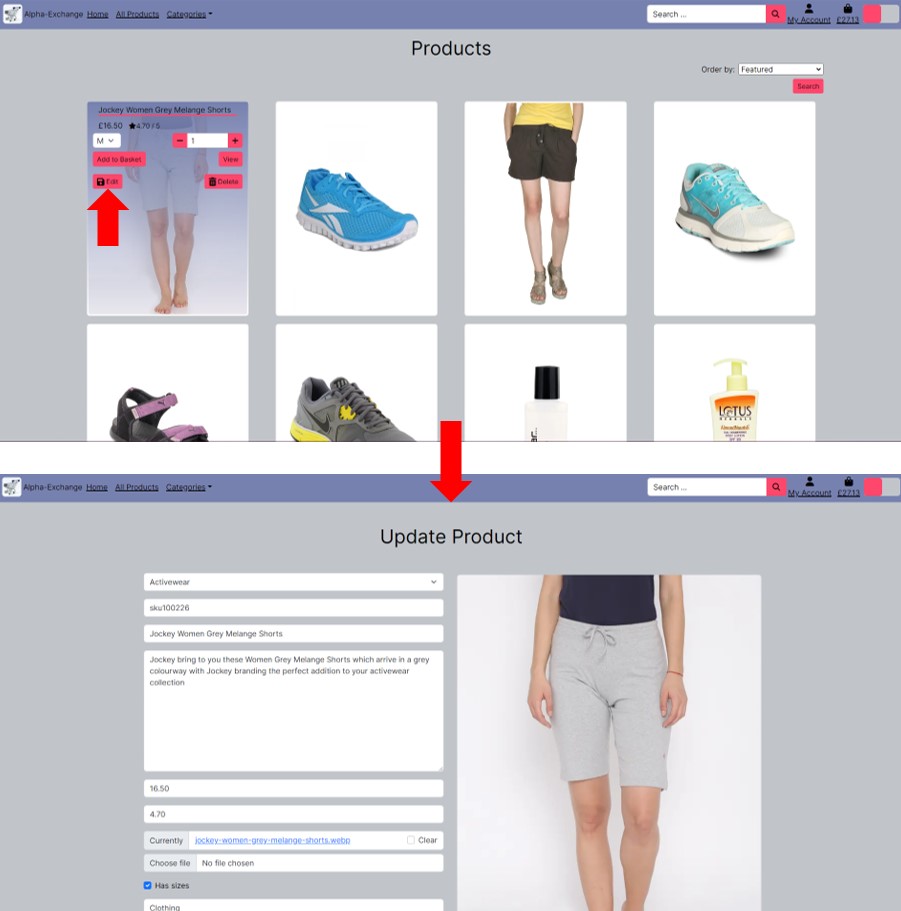 Alpha-Exchange Home All Products Categories
Search ...
My Account £27.13
Products
Order by: Featured
Search
Jockey Women Grey Melange Shorts
£16.50 4.70 / 5
M 1
Add to Basket View
Edit Delete
LOTUS
HERBALS
Alpha-Exchange Home All Products Categories
Search ...
My Account £27.13
Update Product
Activewear
sku100226
Jockey Women Grey Melange Shorts
Jockey bring to you these Women Grey Melange Shorts which arrive in a grey
colourway with Jockey branding the perfect addition to your activewear
collection
16.50
4.70
Currently jockey-women-grey-melange-shorts.webp Clear
Choose file No file chosen
Has sizes
Clothing